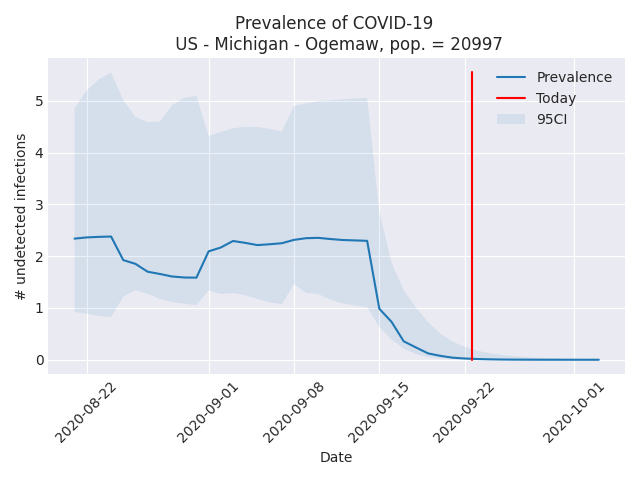 Prevalence of COVID-19
US - Michigan - Ogemaw, pop. = 20997
Prevalence
Today
95CI
# undetected infections
5
4
3
2
1
0
2020-08-22
2020-09-01
2020-09-08
2020-09-15
2020-09-22
2020-10-01
Date